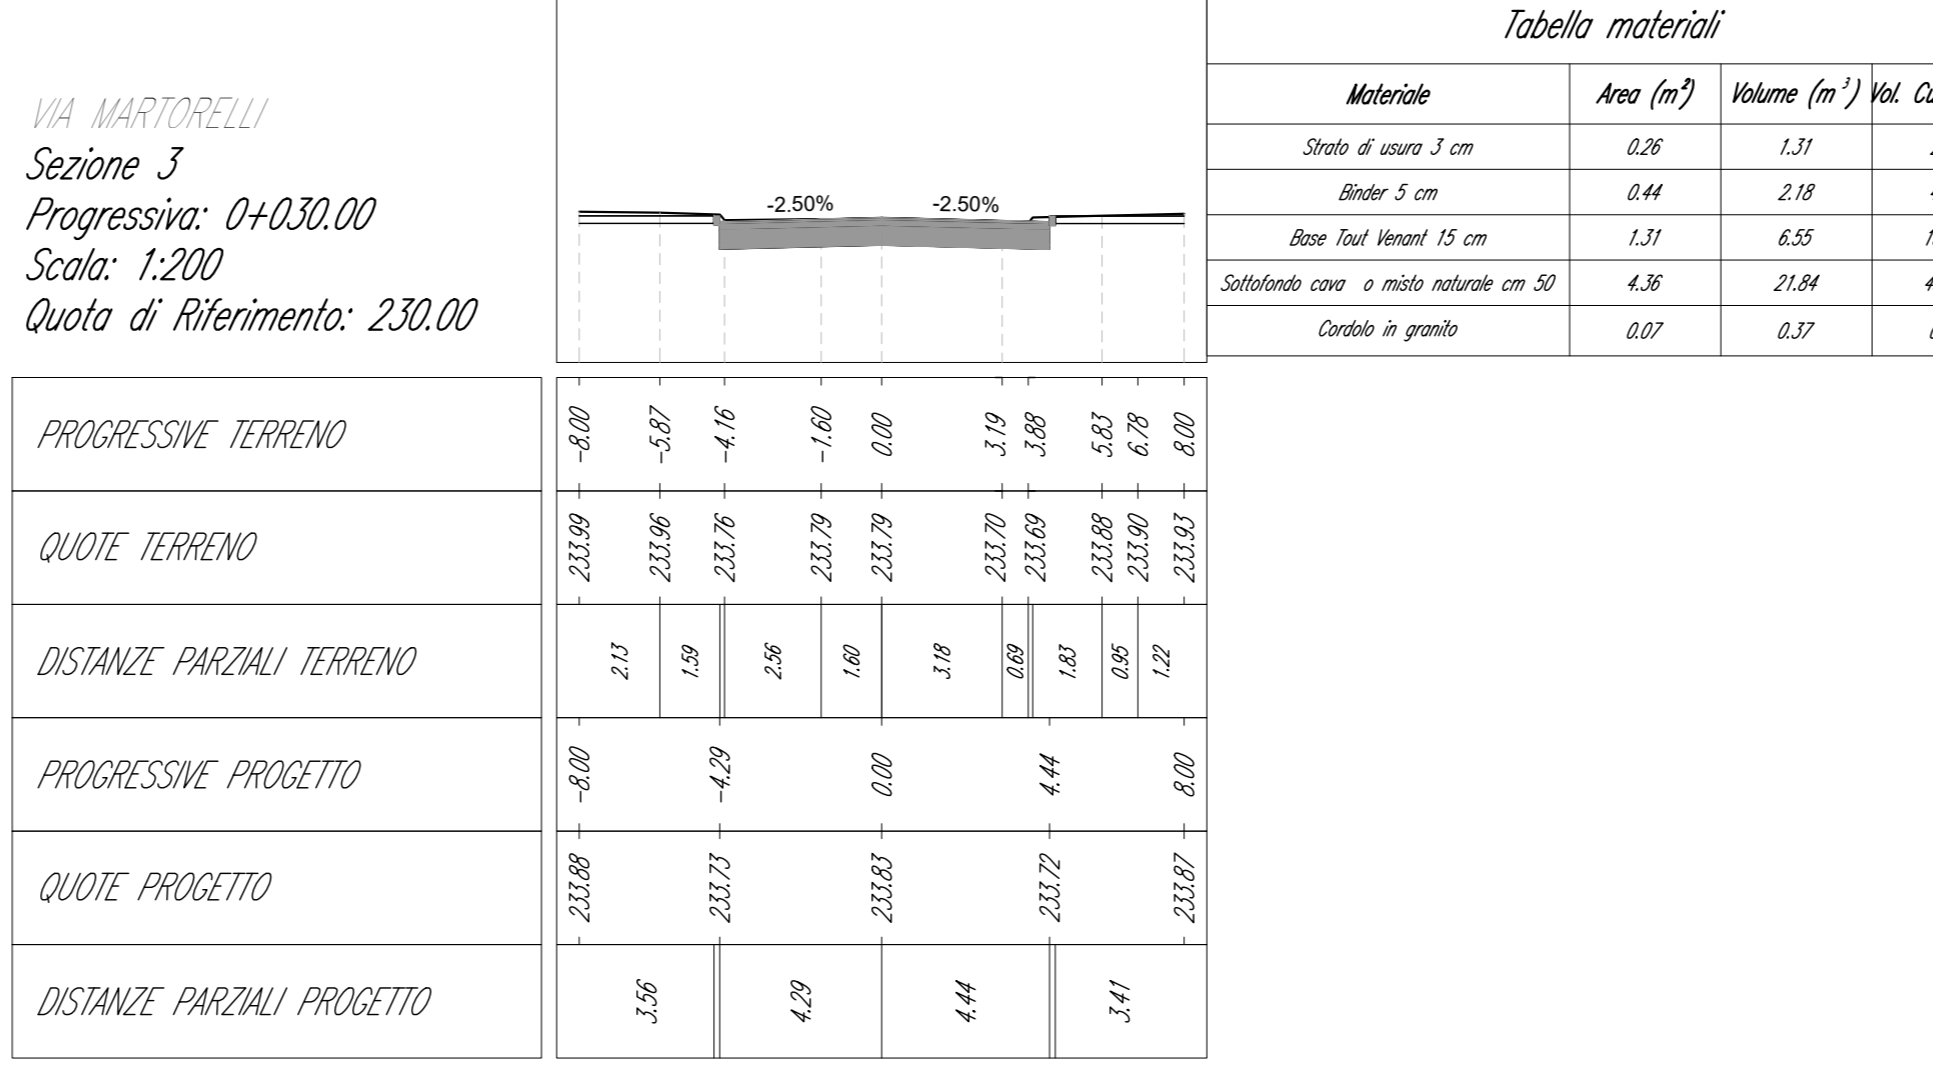 VIA MARTORELLI
Sezione 3
Progressiva: 0+030.00
Scala: 1:200
Quota di Riferimento: 230.00
-2.50% -2.50%
Tabella materiali
Materiale Area (m²) Volume (m³) Vol.
Strato di usura 3 cm 0.26 1.31
Binder 5 cm 0.44 2.18
Base Tout Venant 15 cm 1.31 6.55
Sottofondo cava o misto naturale cm 50 4.36 21.84
Cordolo in granito 0.07 0.37
PROGRESSIVE TERRENO -8.00 -5.87 -4.16 -1.60 0.00 3.19 3.88 5.83 6.78 8.00
QUOTE TERRENO 233.99 233.96 233.76 233.79 233.79 233.70 233.69 233.88 233.90 233.93
DISTANZE PARZIALI TERRENO 2.13 1.59 2.56 1.60 3.18 0.69 1.83 0.95 1.22
PROGRESSIVE PROGETTO -8.00 -4.29 0.00 4.44 8.00
QUOTE PROGETTO 233.88 233.73 233.83 233.72 233.87
DISTANZE PARZIALI PROGETTO 3.56 4.29 4.44 3.41